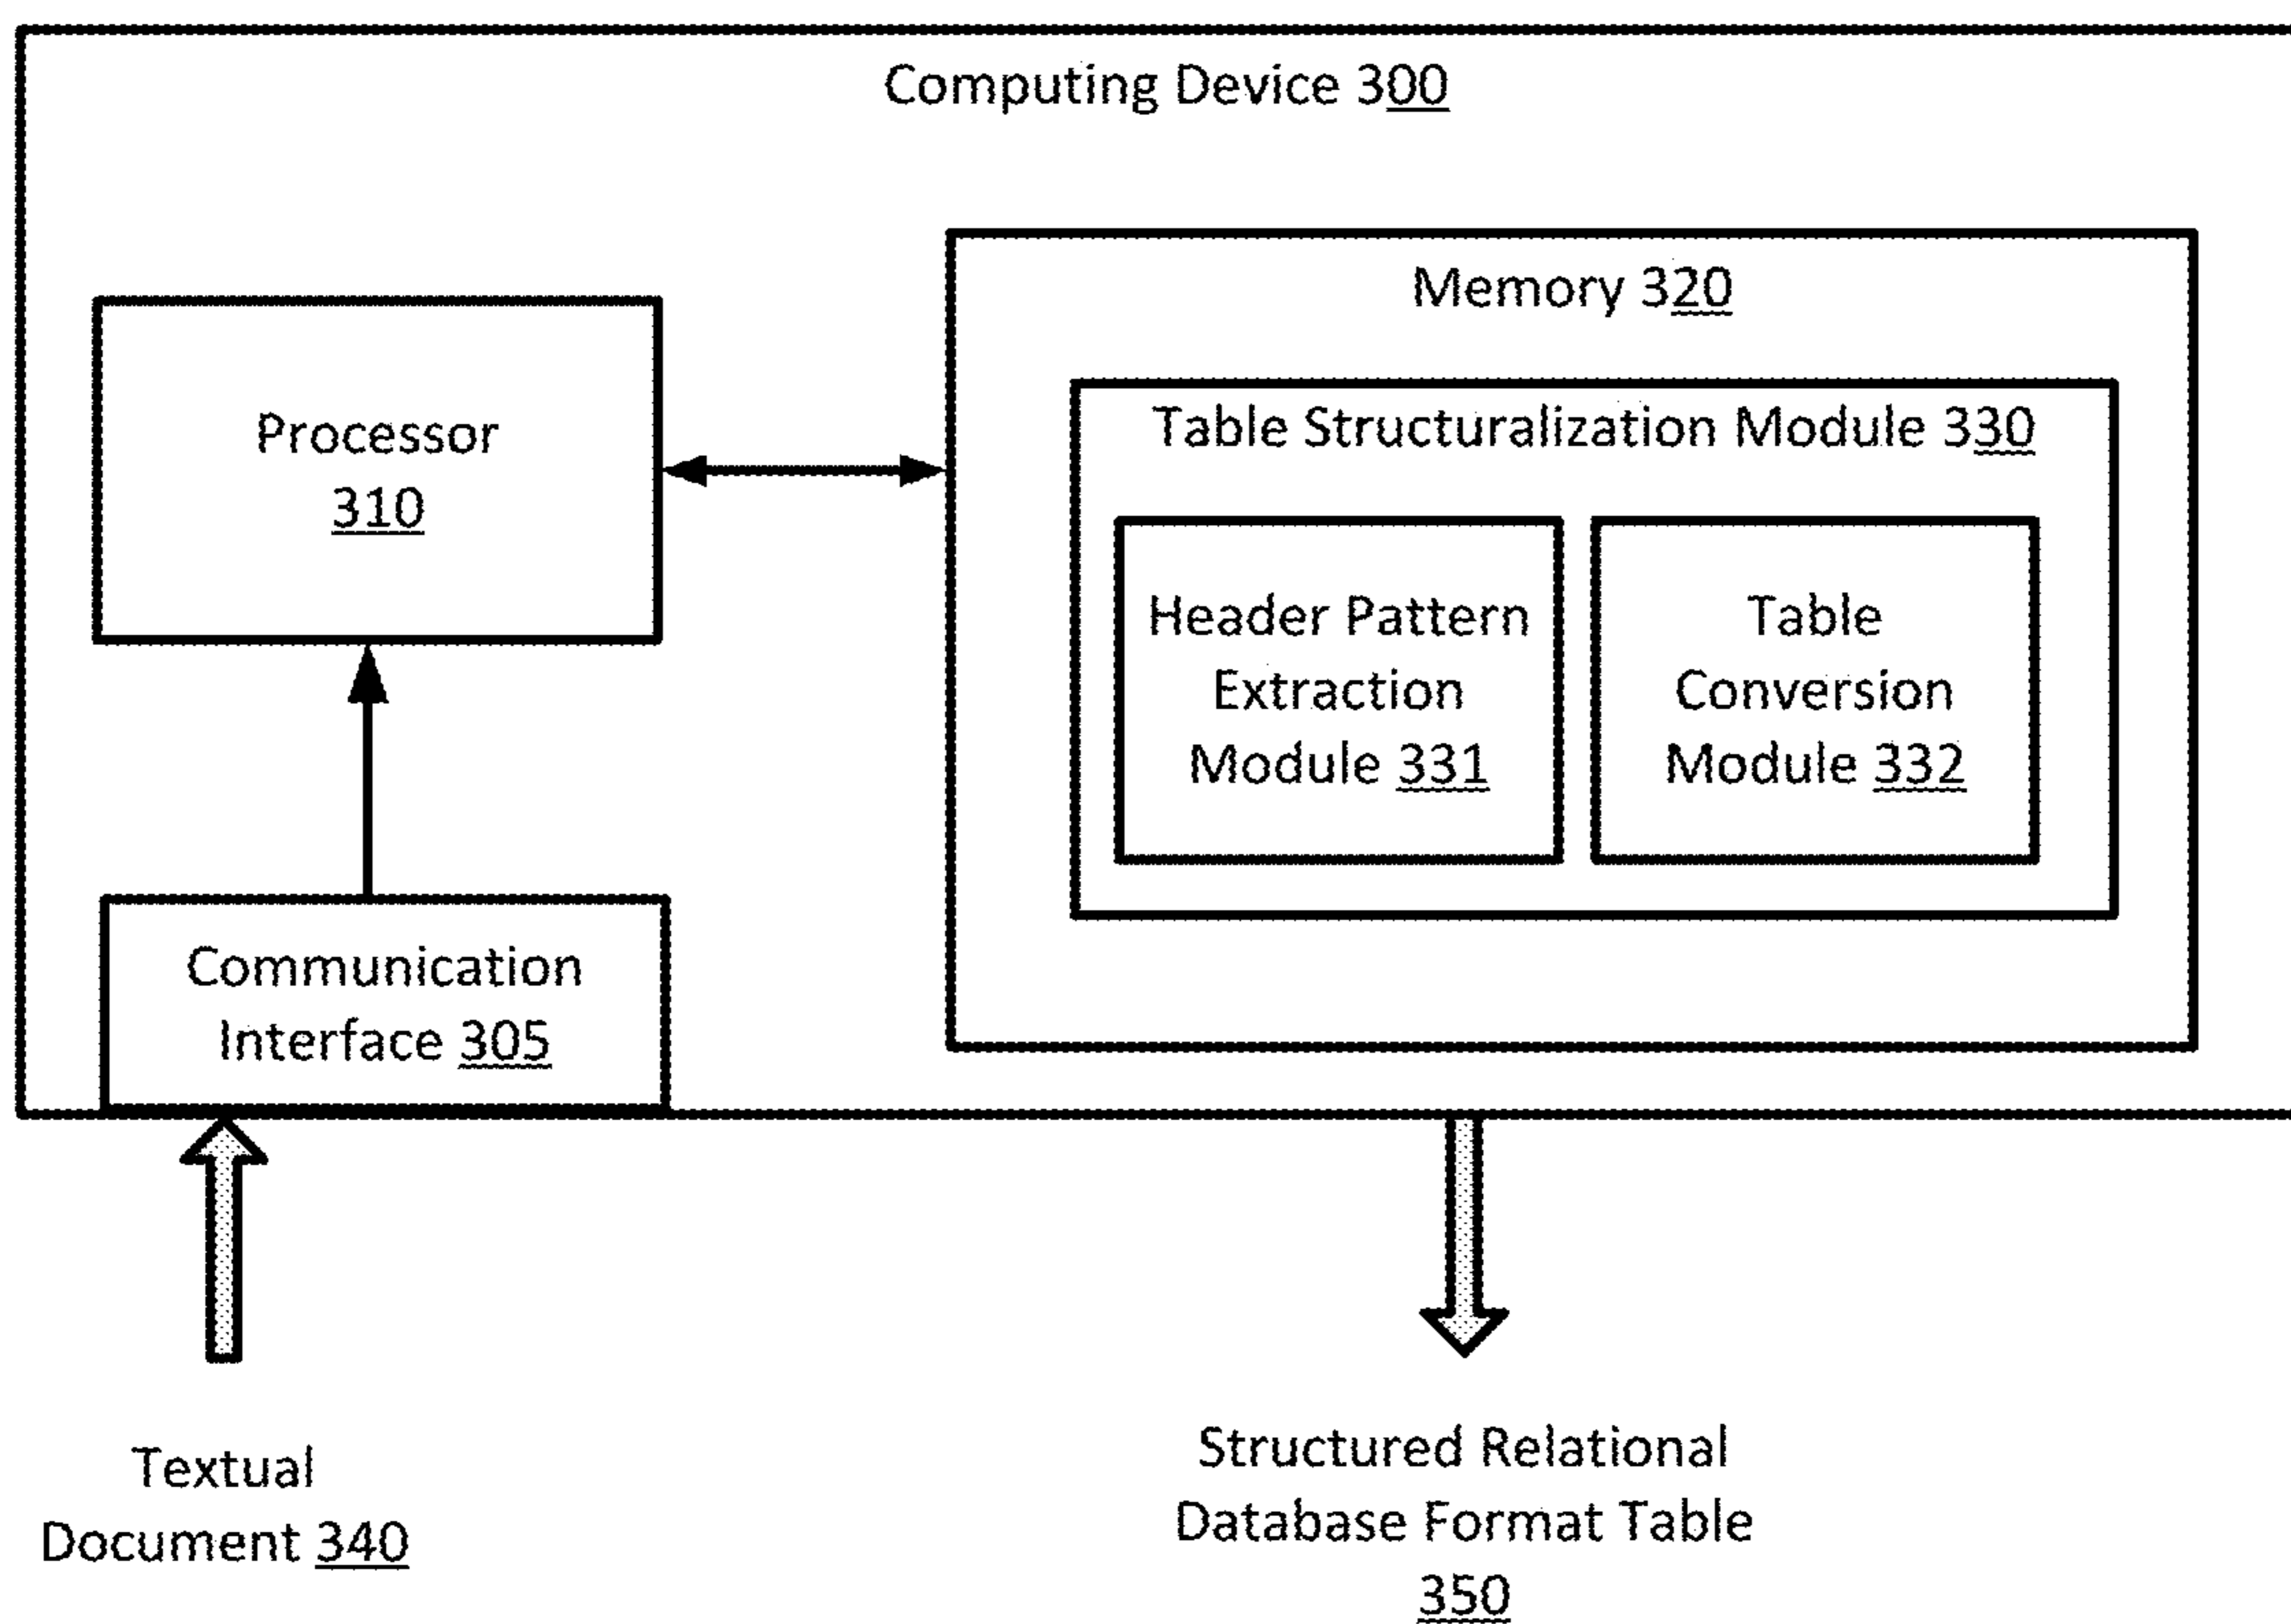 Computing Device 300
Memory 320
Processor
310
Table Structuralization Module 330
Header Pattern
Extraction
Module 331
Table
Conversion
Module 332
Communication
Interface 305
Textual
Document 340
Structured Relational
Database Format Table
350